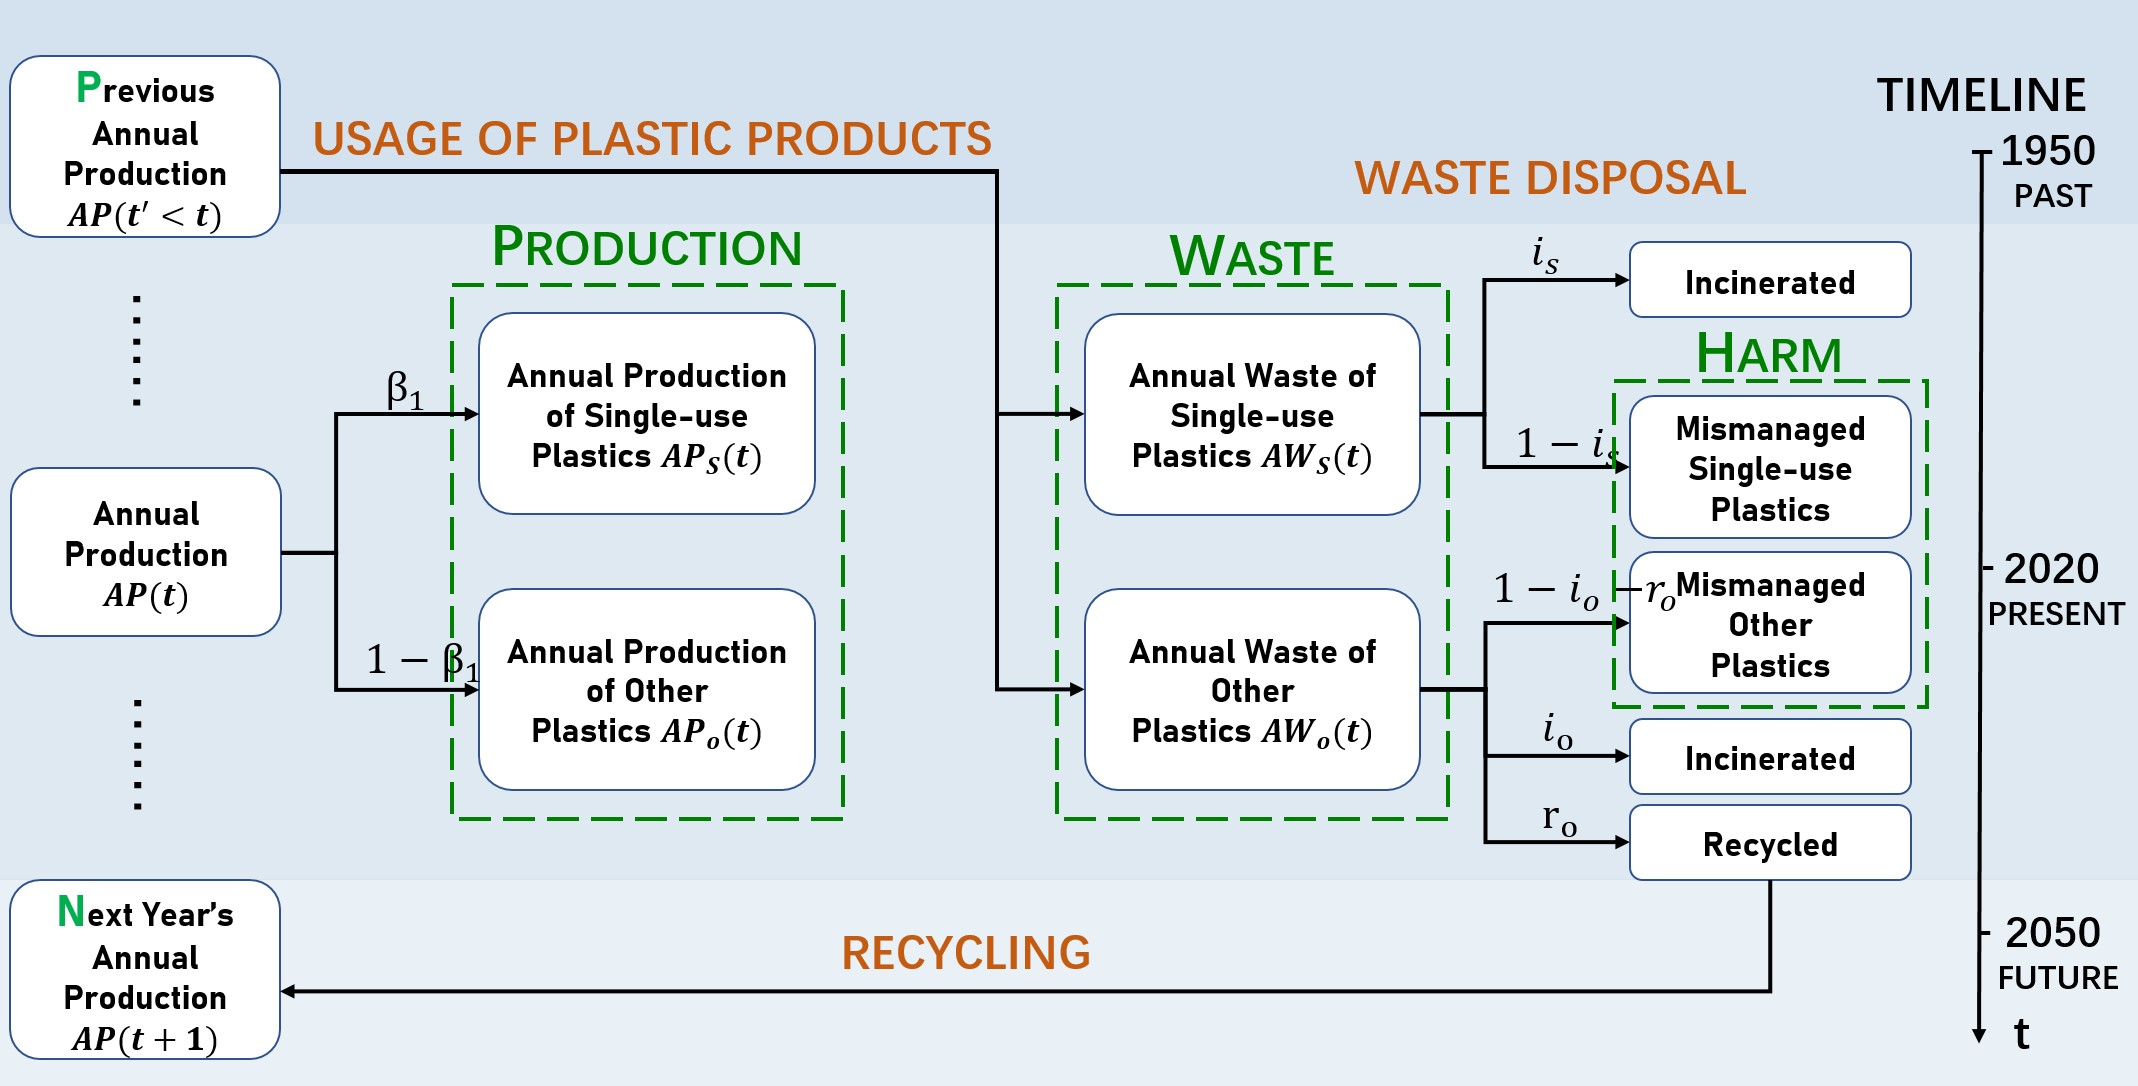 Previous
Annual
Production
AP(t′ < t)
USAGE OF PLASTIC PRODUCTS
WASTE DISPOSAL
TIMELINE
1950
PAST
PRODUCTION
WASTE
i_s
Incinerated
HARM
β₁
Annual Production
of Single-use
Plastics AP_S(t)
Annual Waste of
Single-use
Plastics AW_S(t)
1 − i_s
Mismanaged
Single-use
Plastics
Annual
Production
AP(t)
2020
PRESENT
1 − i_o − r_o
Mismanaged
Other
Plastics
1 − β₁
Annual Production
of Other
Plastics AP_o(t)
Annual Waste of
Other
Plastics AW_o(t)
i_o
Incinerated
r_o
Recycled
Next Year’s
Annual
Production
AP(t + 1)
RECYCLING
2050
FUTURE
t